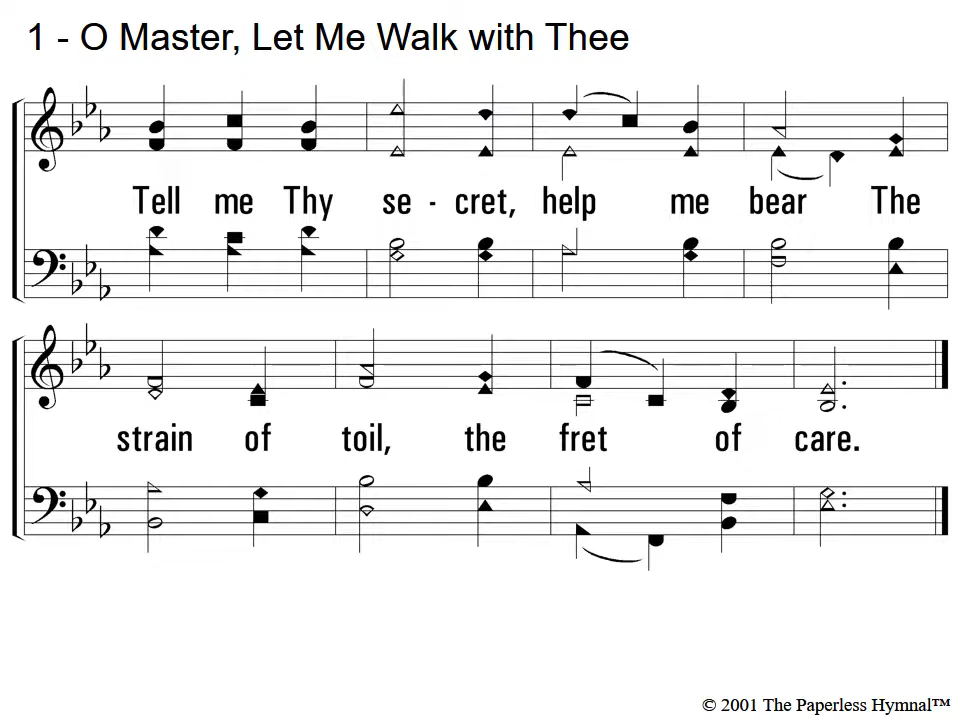 1 - O Master, Let Me Walk with Thee
Tell me Thy se - cret, help me bear The
strain of toil, the fret of care.
© 2001 The Paperless Hymnal™